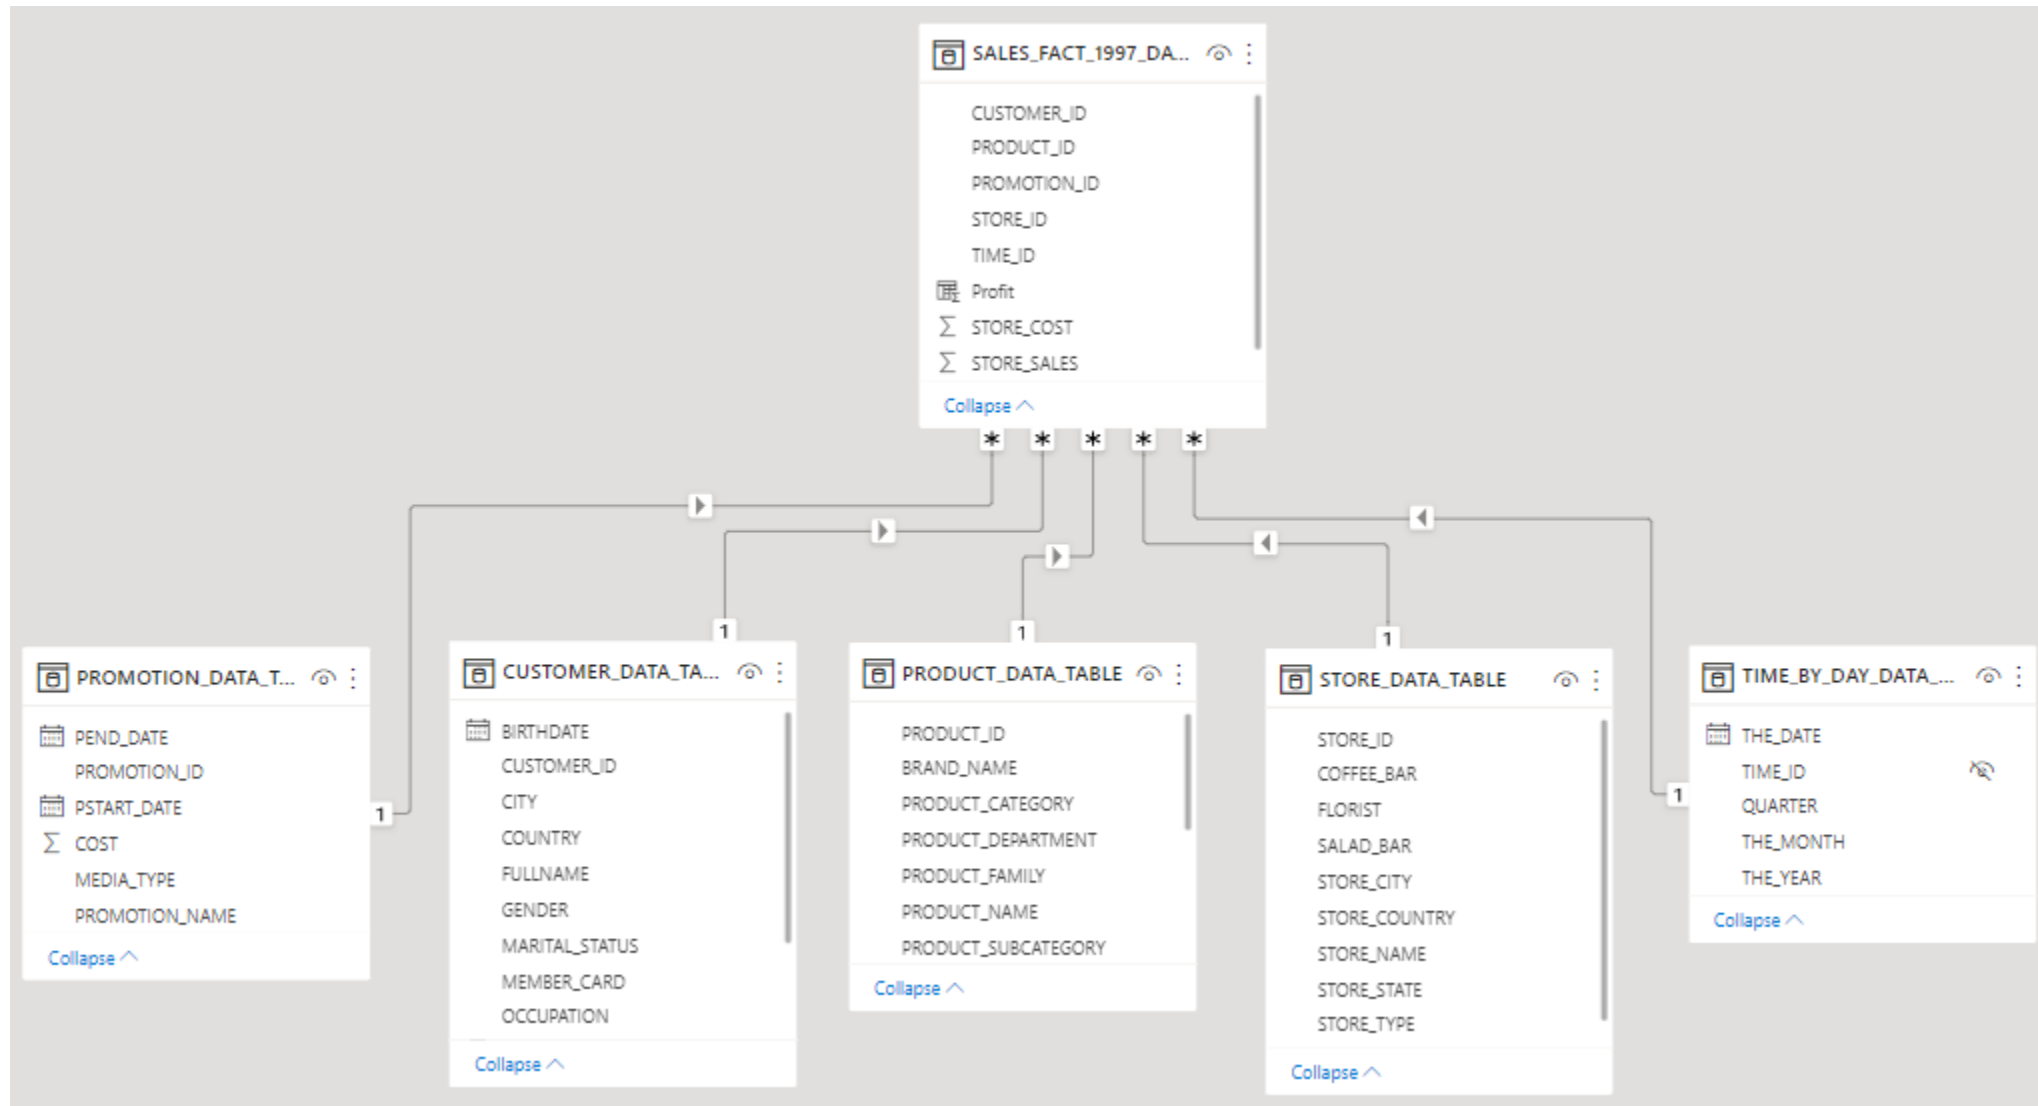 SALES_FACT_1997_DA...
CUSTOMER_ID
PRODUCT_ID
PROMOTION_ID
STORE_ID
TIME_ID
Profit
STORE_COST
STORE_SALES
Collapse
* * * * *
1
1
1
1
1
PROMOTION_DATA_T...
PEND_DATE
PROMOTION_ID
PSTART_DATE
COST
MEDIA_TYPE
PROMOTION_NAME
Collapse
CUSTOMER_DATA_TA...
BIRTHDATE
CUSTOMER_ID
CITY
COUNTRY
FULLNAME
GENDER
MARITAL_STATUS
MEMBER_CARD
OCCUPATION
Collapse
PRODUCT_DATA_TABLE
PRODUCT_ID
BRAND_NAME
PRODUCT_CATEGORY
PRODUCT_DEPARTMENT
PRODUCT_FAMILY
PRODUCT_NAME
PRODUCT_SUBCATEGORY
Collapse
STORE_DATA_TABLE
STORE_ID
COFFEE_BAR
FLORIST
SALAD_BAR
STORE_CITY
STORE_COUNTRY
STORE_NAME
STORE_STATE
STORE_TYPE
Collapse
TIME_BY_DAY_DATA_...
THE_DATE
TIME_ID
QUARTER
THE_MONTH
THE_YEAR
Collapse